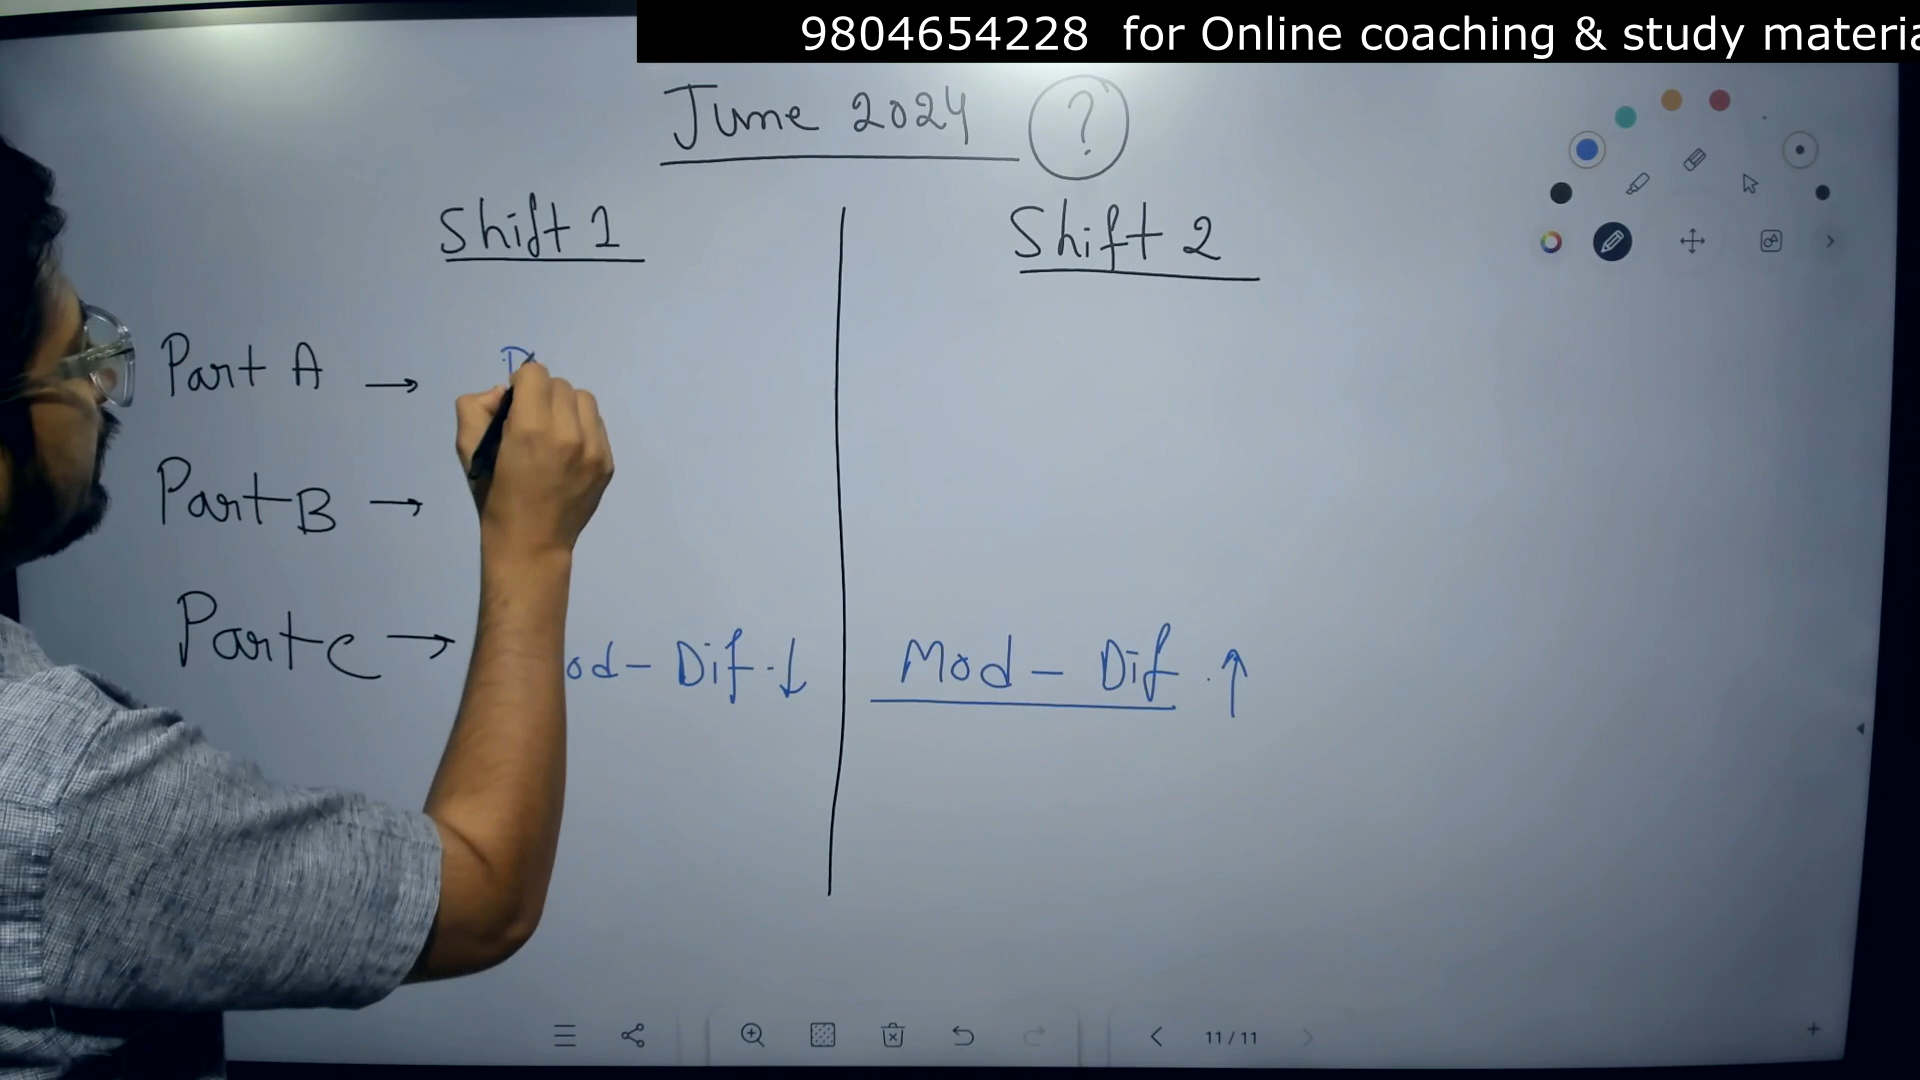 9804654228 for Online coaching & study materia
June 2024 ?
Shift 1
Shift 2
Part A →
Part B →
Part C →
od - Dif. ↓
Mod - Dif. ↑
11/11